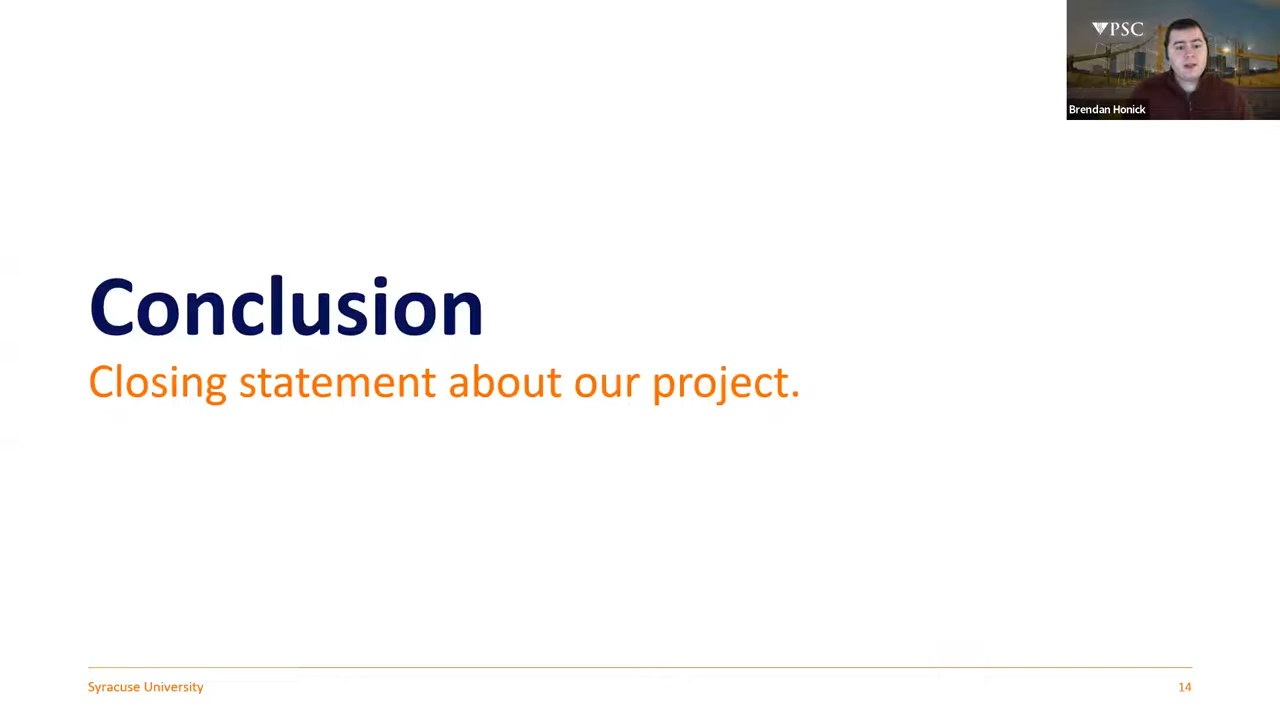 PSC
Brendan Honick
Conclusion
Closing statement about our project.
Syracuse University
14